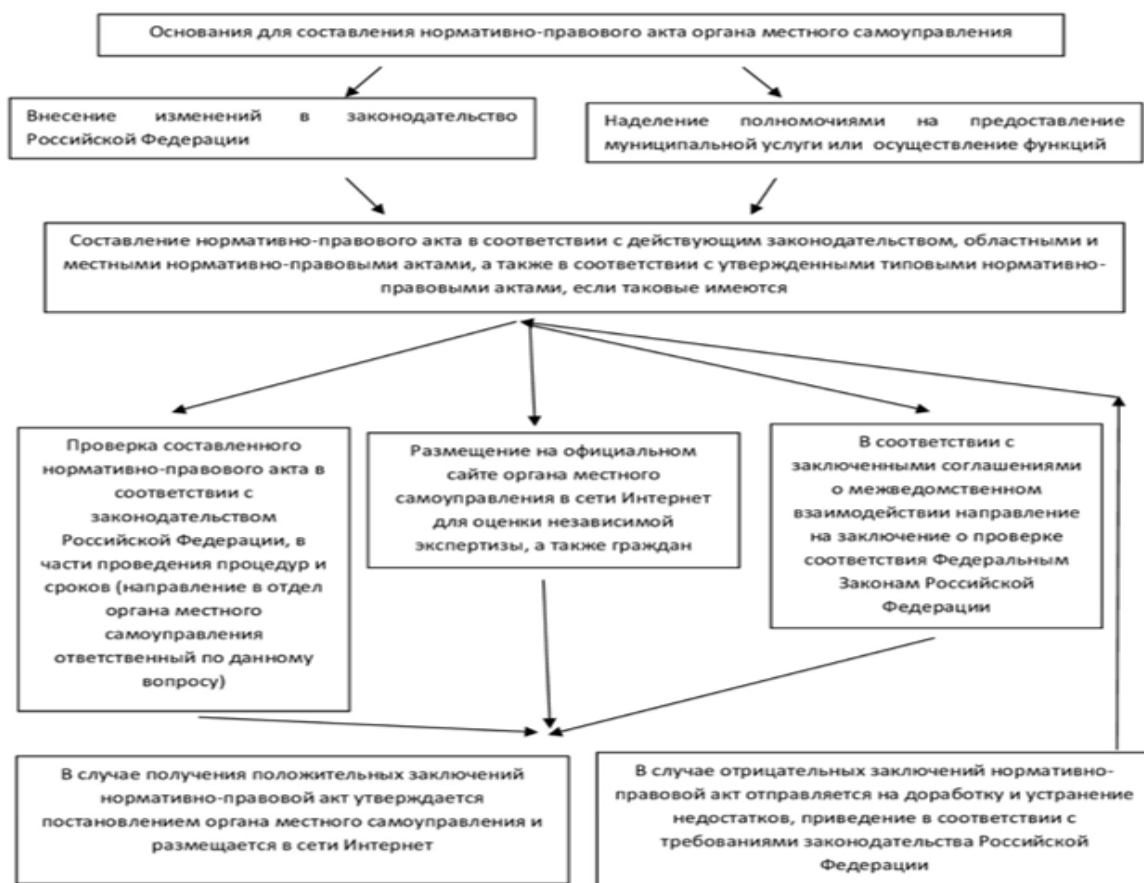 Основания для составления нормативно-правового акта органа местного самоуправления
Внесение изменений в законодательство
Российской Федерации
Наделение полномочиями на предоставление
муниципальной услуги или осуществление функций
Составление нормативно-правового акта в соответствии с действующим законодательством, областными и
местными нормативно-правовыми актами, а также в соответствии с утвержденными типовыми нормативно-
правовыми актами, если таковые имеются
Проверка составленного
нормативно-правового акта в
соответствии с
законодательством
Российской Федерации, в
части проведения процедур и
сроков (направление в отдел
органа местного
самоуправления
ответственный по данному
вопросу)
Размещение на официальном
сайте органа местного
самоуправления в сети Интернет
для оценки независимой
экспертизы, а также граждан
В соответствии с
заключенными соглашениями
о межведомственном
взаимодействии направление
на заключение о проверке
соответствия Федеральным
Законам Российской
Федерации
В случае получения положительных заключений
нормативно-правовой акт утверждается
постановлением органа местного самоуправления и
размещается в сети Интернет
В случае отрицательных заключений нормативно-
правовой акт отправляется на доработку и устранение
недостатков, приведение в соответствии с
требованиями законодательства Российской
Федерации